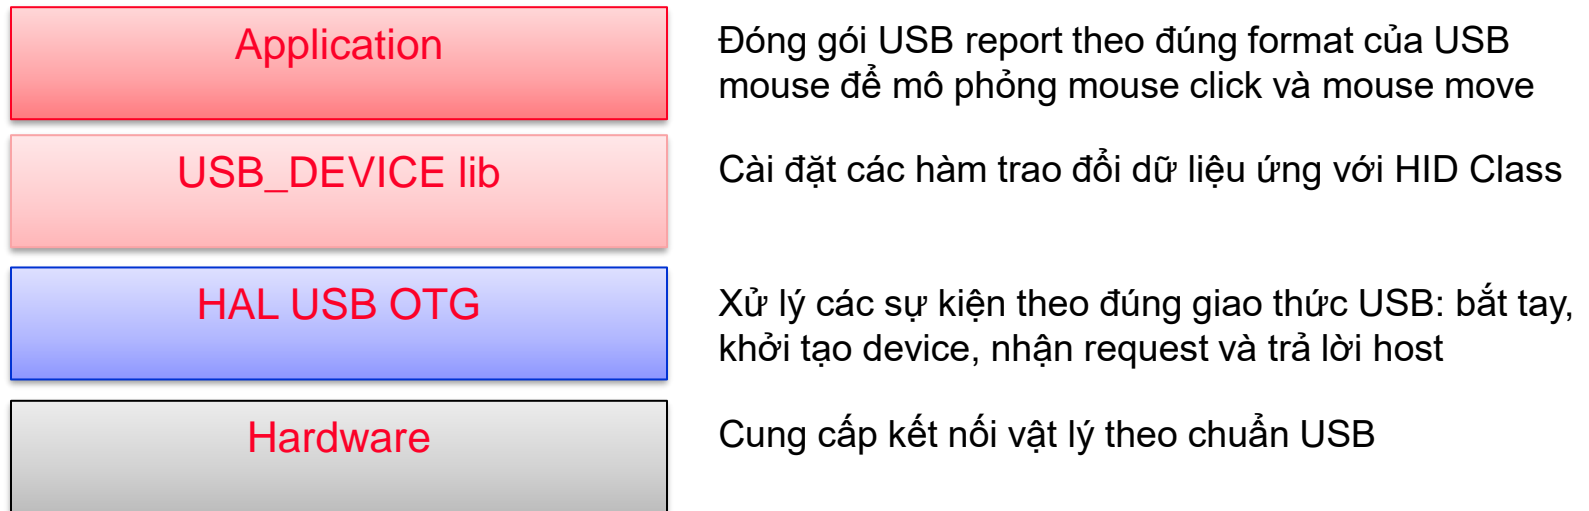 Application
Đóng gói USB report theo đúng format của USB
mouse để mô phỏng mouse click và mouse move
USB_DEVICE lib
Cài đặt các hàm trao đổi dữ liệu ứng với HID Class
HAL USB OTG
Xử lý các sự kiện theo đúng giao thức USB: bắt tay,
khởi tạo device, nhận request và trả lời host
Hardware
Cung cấp kết nối vật lý theo chuẩn USB